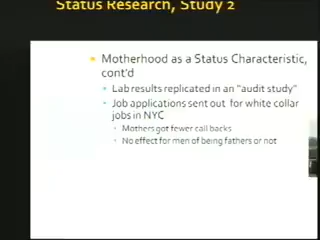 Status Research, Study 2
Motherhood as a Status Characteristic,
cont'd
Lab results replicated in an "audit study"
Job applications sent out for white collar
jobs in NYC
Mothers got fewer call backs
No effect for men of being fathers or not